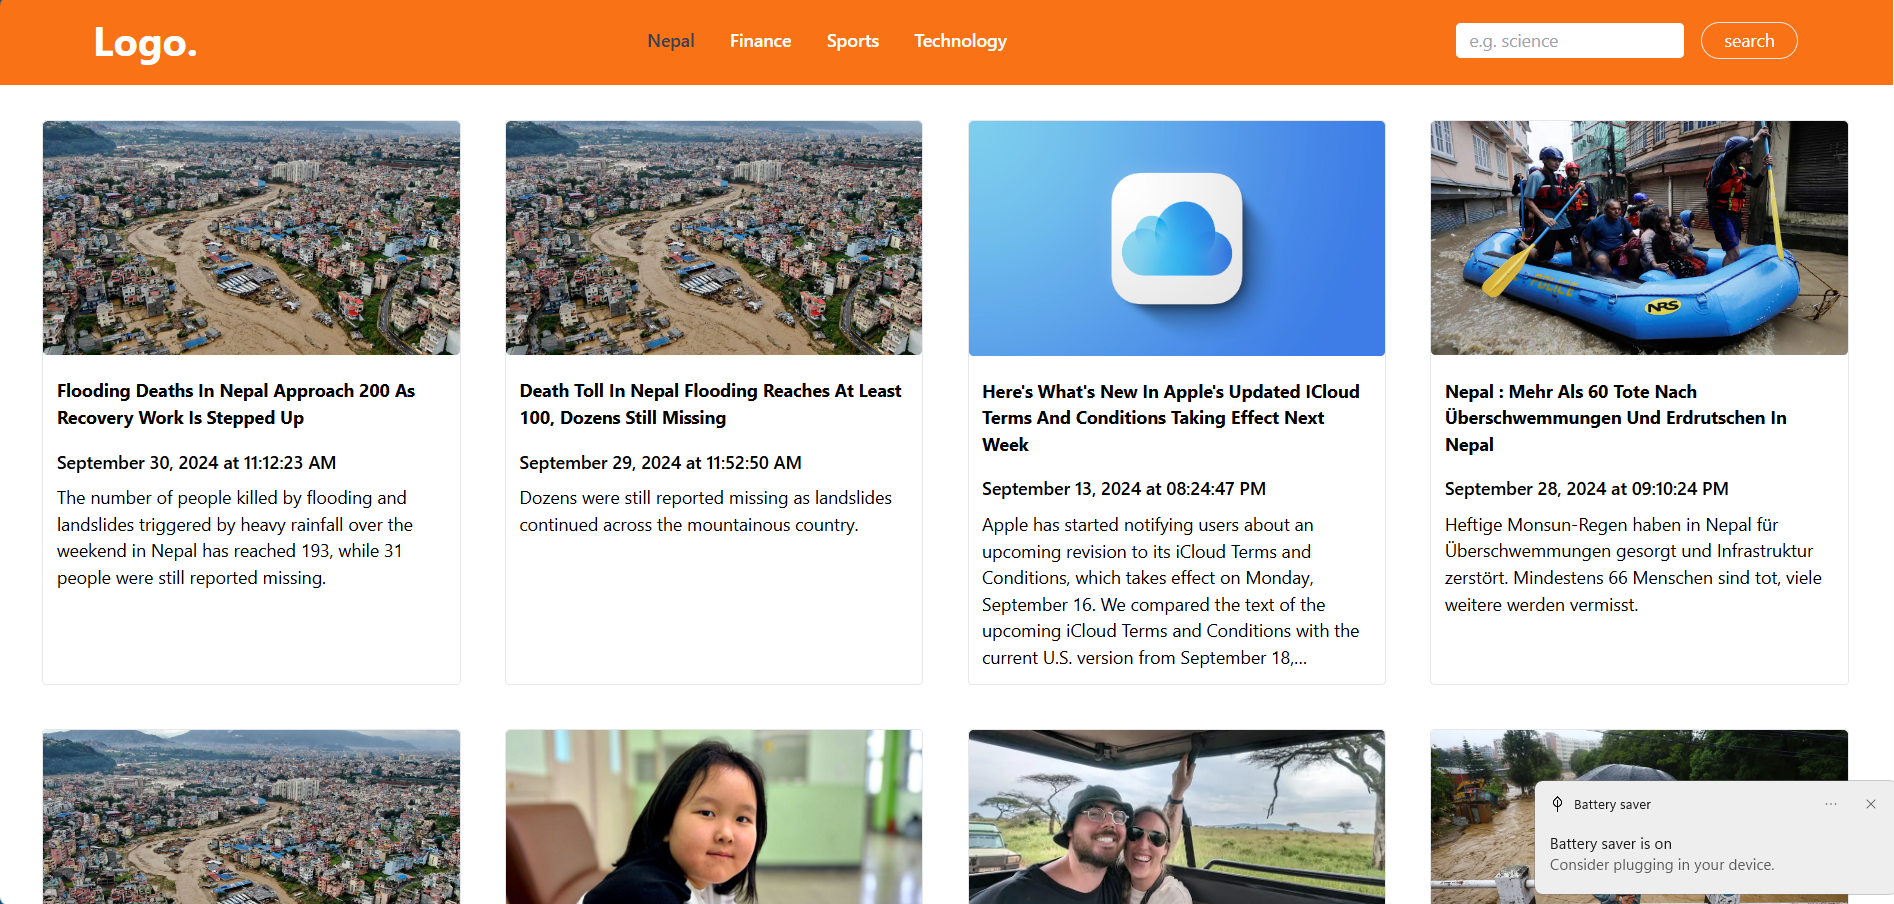 Logo.
Nepal Finance Sports Technology
e.g. science
search
Flooding Deaths In Nepal Approach 200 As
Recovery Work Is Stepped Up
September 30, 2024 at 11:12:23 AM
The number of people killed by flooding and
landslides triggered by heavy rainfall over the
weekend in Nepal has reached 193, while 31
people were still reported missing.
Death Toll In Nepal Flooding Reaches At Least
100, Dozens Still Missing
September 29, 2024 at 11:52:50 AM
Dozens were still reported missing as landslides
continued across the mountainous country.
Here's What's New In Apple's Updated ICloud
Terms And Conditions Taking Effect Next
Week
September 13, 2024 at 08:24:47 PM
Apple has started notifying users about an
upcoming revision to its iCloud Terms and
Conditions, which takes effect on Monday,
September 16. We compared the text of the
upcoming iCloud Terms and Conditions with the
current U.S. version from September 18,…
POLICE
NRS
Nepal : Mehr Als 60 Tote Nach
Überschwemmungen Und Erdrutschen In
Nepal
September 28, 2024 at 09:10:24 PM
Heftige Monsun-Regen haben in Nepal für
Überschwemmungen gesorgt und Infrastruktur
zerstört. Mindestens 66 Menschen sind tot, viele
weitere werden vermisst.
Battery saver
Battery saver is on
Consider plugging in your device.